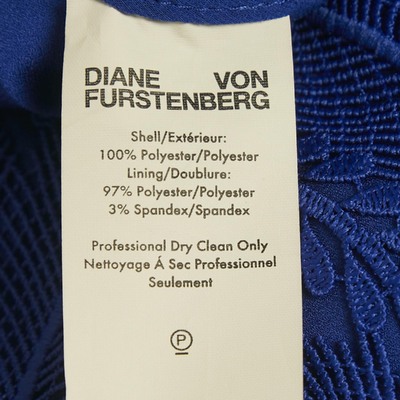 DIANE VON
FURSTENBERG
Shell/Extérieur:
100% Polyester/Polyester
Lining/Doublure:
97% Polyester/Polyester
3% Spandex/Spandex
Professional Dry Clean Only
Nettoyage Á Sec Professionnel
Seulement
P